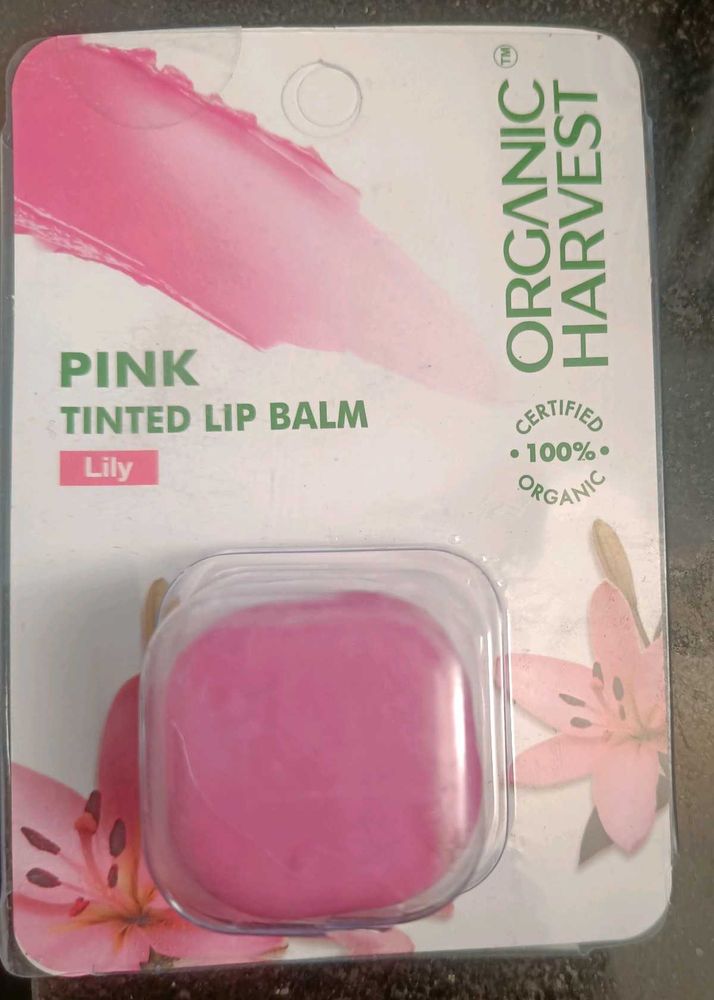 ORGANIC
HARVEST
TM
PINK
TINTED LIP BALM
Lily
CERTIFIED
• 100% •
ORGANIC